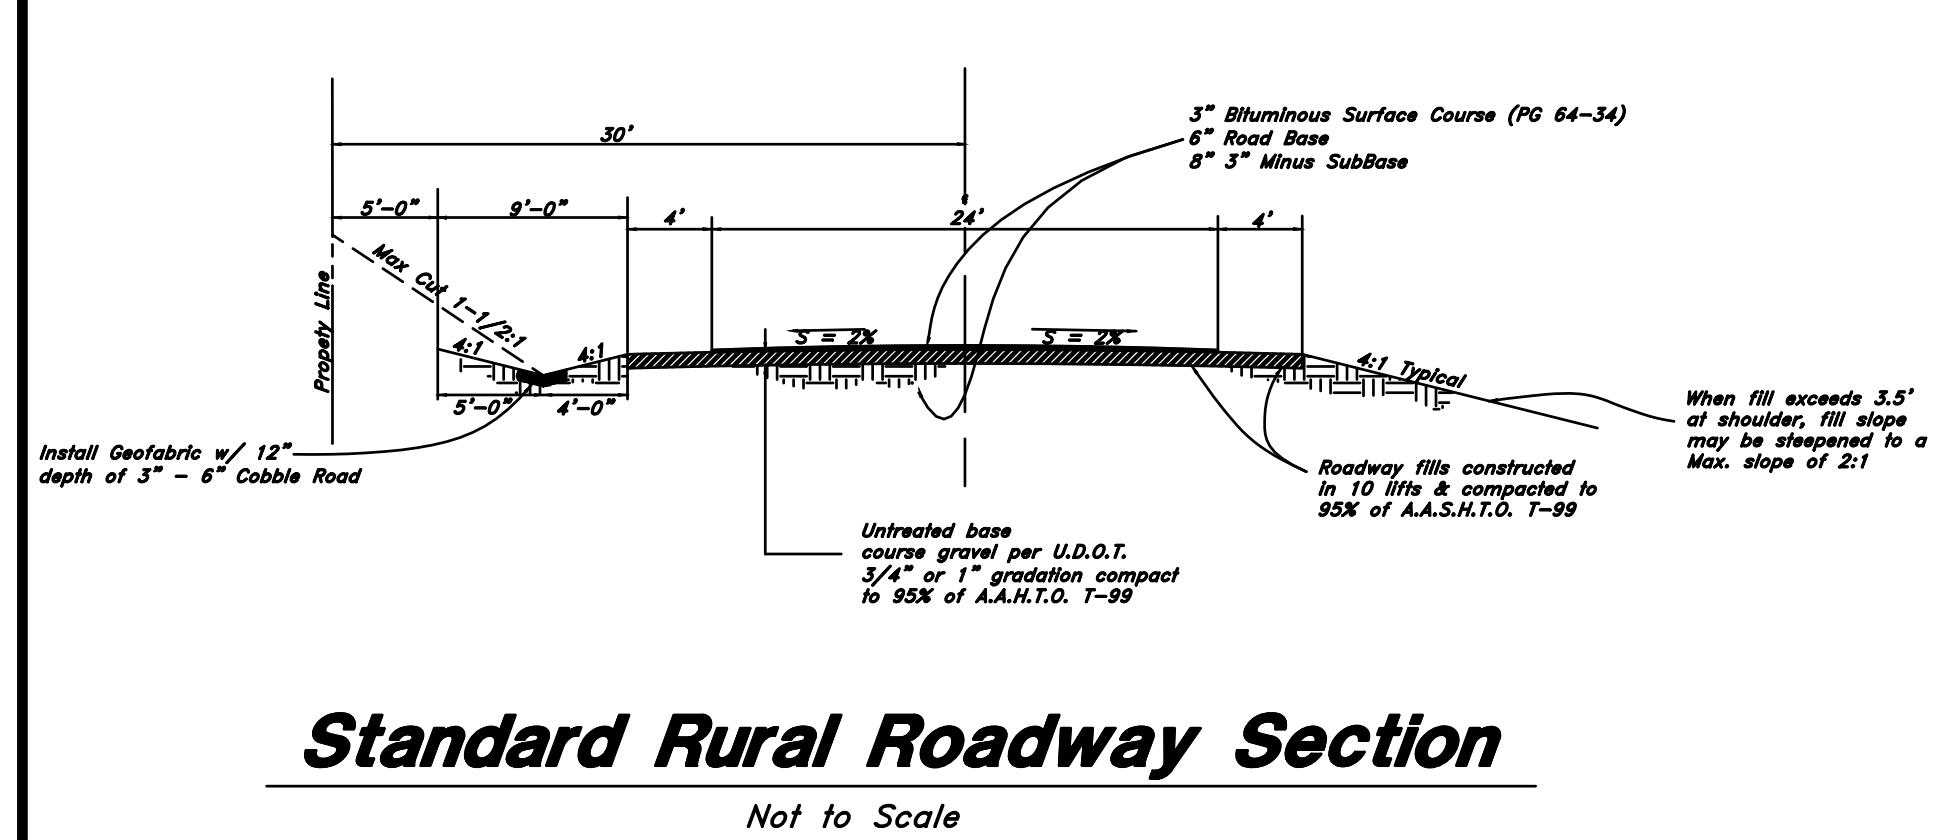 3" Bituminous Surface Course (PG 64-34)
6" Road Base
8" 3" Minus SubBase
30'
5'-0"
9'-0"
4'
24'
4'
Max Cut 1-1/2:1
Propety Line
4:1
4:1
S = 2%
S = 2%
4:1 Typical
5'-0"
4'-0"
When fill exceeds 3.5'
at shoulder, fill slope
may be steepened to a
Max. slope of 2:1
Install Geofabric w/ 12"
depth of 3" - 6" Cobble Road
Roadway fills constructed
in 10 lifts & compacted to
95% of A.A.S.H.T.O. T-99
Untreated base
course gravel per U.D.O.T.
3/4" or 1" gradation compact
to 95% of A.A.H.T.O. T-99
Standard Rural Roadway Section
Not to Scale